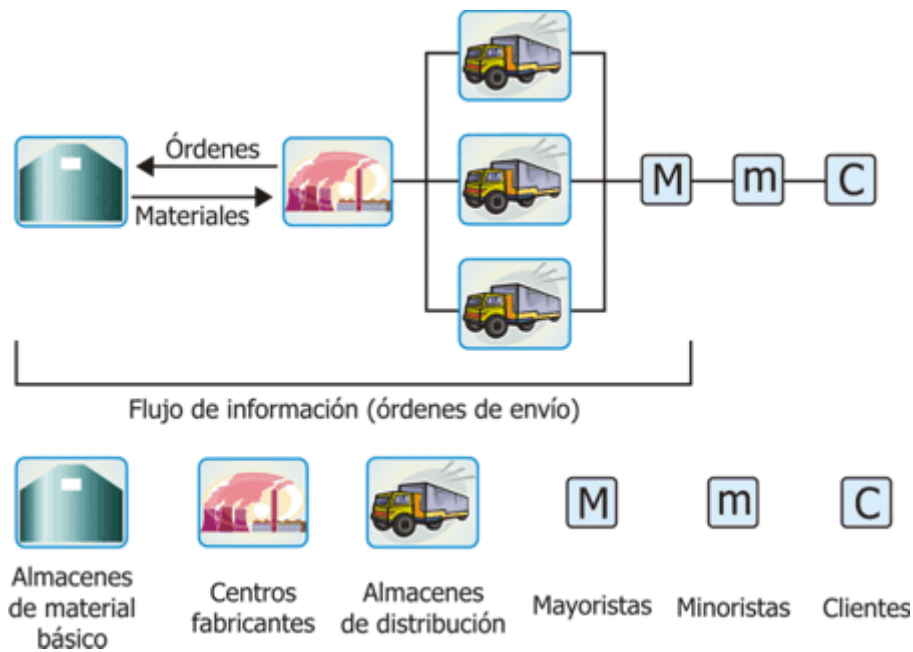 Órdenes
Materiales
M
m
C
Flujo de información (órdenes de envío)
M
m
C
Almacenes
de material
básico
Centros
fabricantes
Almacenes
de distribución
Mayoristas
Minoristas
Clientes